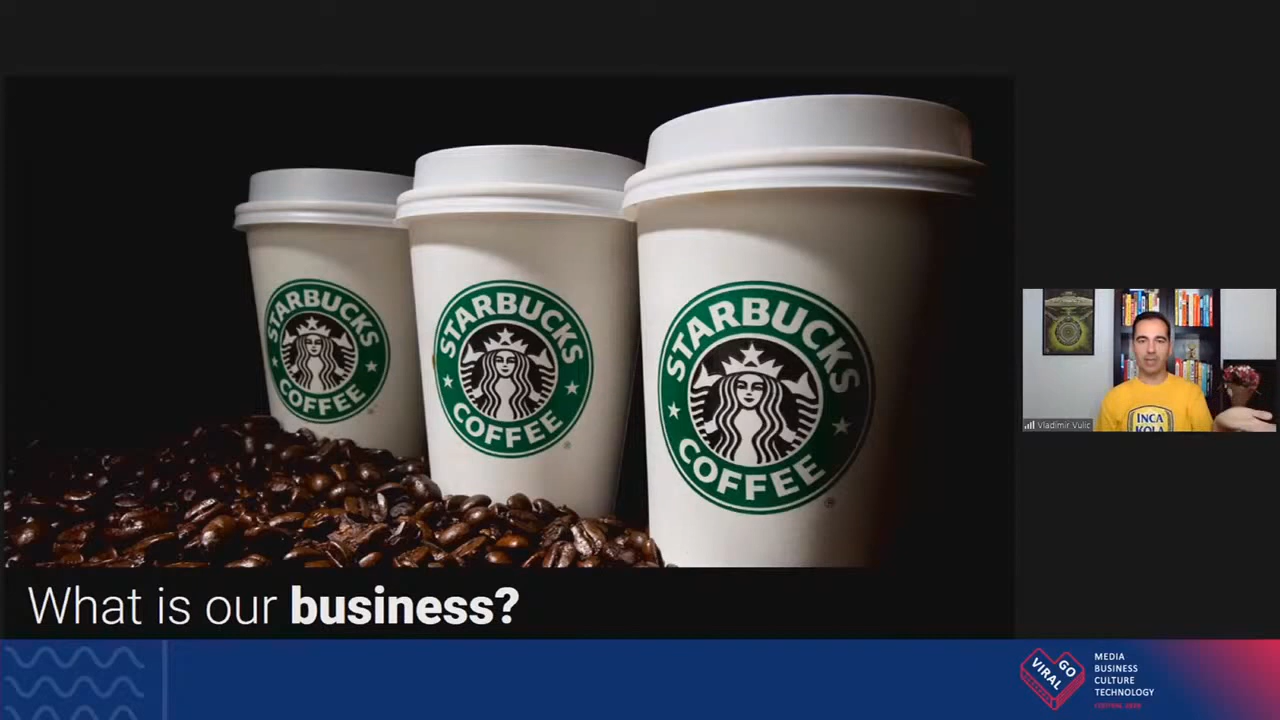 STARBUCKS
COFFEE
STARBUCKS
COFFEE
STARBUCKS
COFFEE
What is our business?
INCA
KOLA
Vladimir Vulic
GO
VIRAL
MEDIA
BUSINESS
CULTURE
TECHNOLOGY